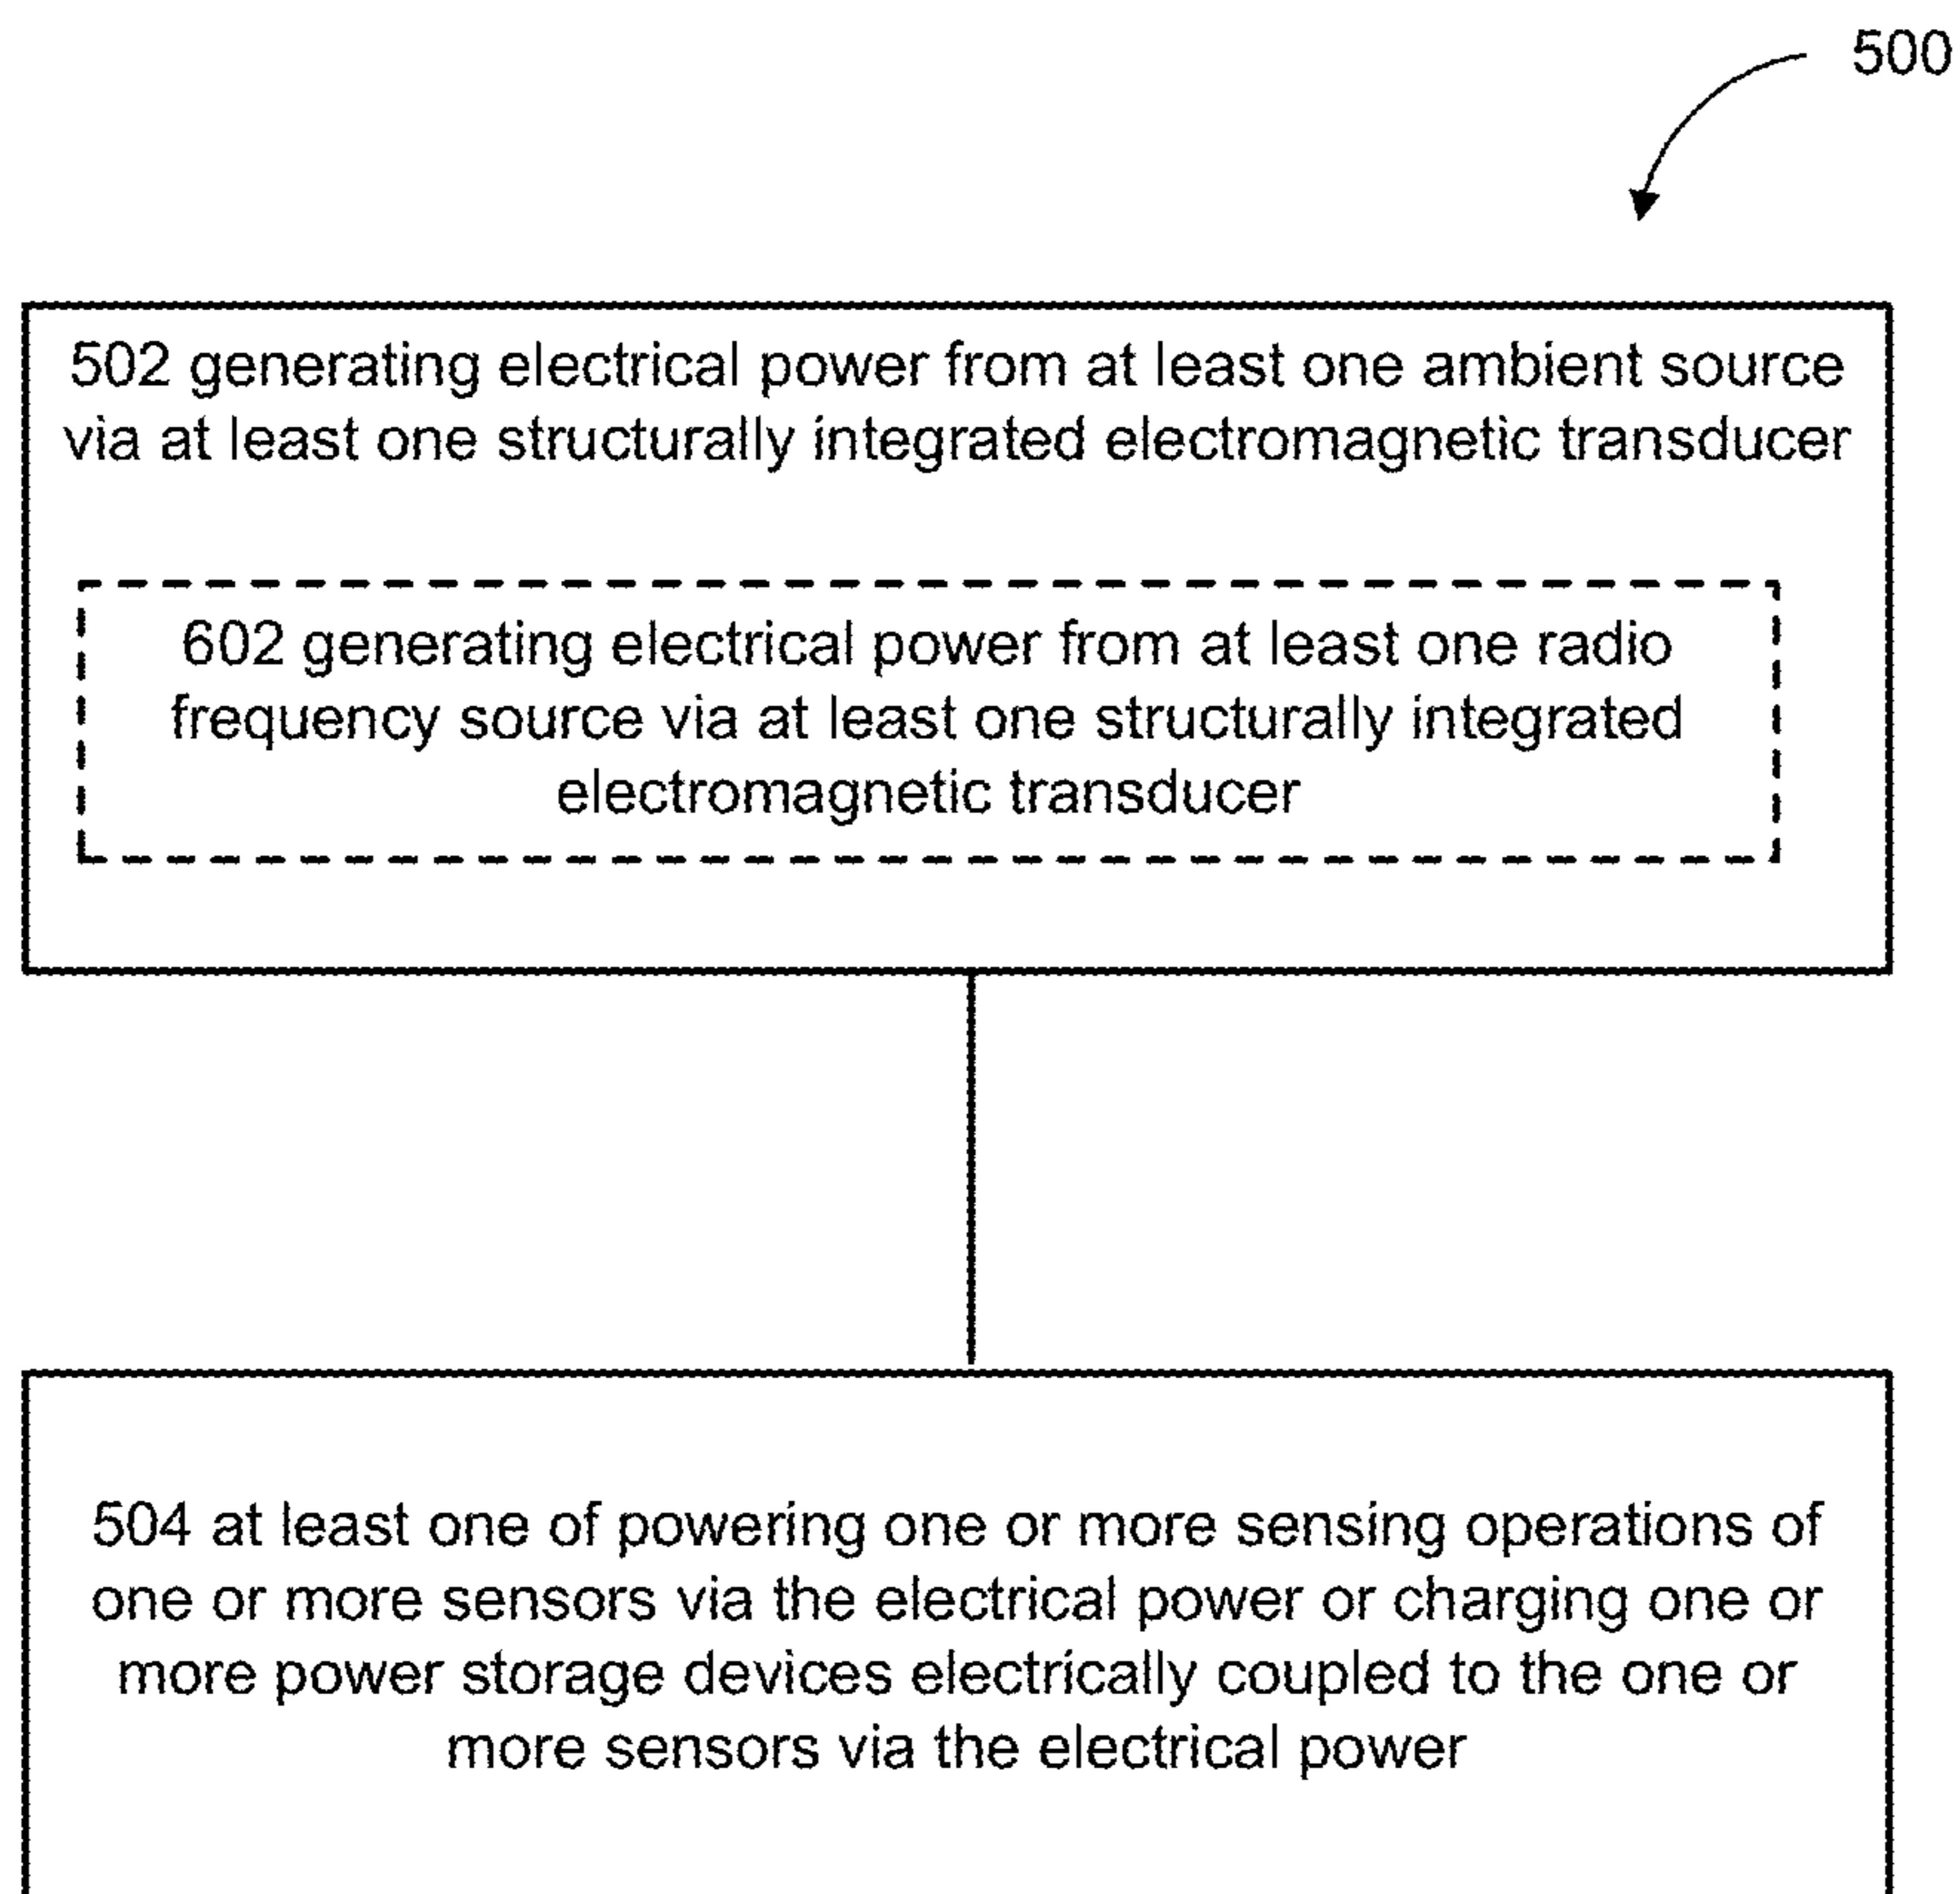 500
502 generating electrical power from at least one ambient source
via at least one structurally integrated electromagnetic transducer
602 generating electrical power from at least one radio
frequency source via at least one structurally integrated
electromagnetic transducer
504 at least one of powering one or more sensing operations of
one or more sensors via the electrical power or charging one or
more power storage devices electrically coupled to the one or
more sensors via the electrical power